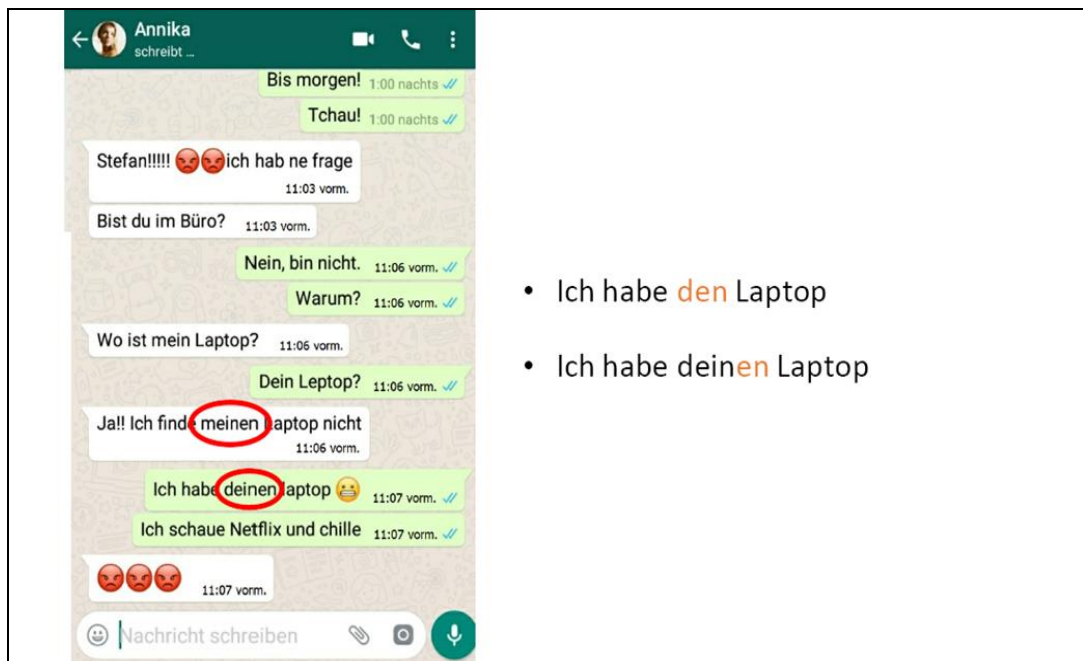 Annika
schreibt ...
Bis morgen! 1:00 nachts
Tchau! 1:00 nachts
Stefan!!!!! 😡😡ich hab ne frage
11:03 vorm.
Bist du im Büro? 11:03 vorm.
Nein, bin nicht. 11:06 vorm.
Warum? 11:06 vorm.
Wo ist mein Laptop? 11:06 vorm.
Dein Leptop? 11:06 vorm.
Ja!! Ich finde meinen Laptop nicht
11:06 vorm.
Ich habe deinen laptop 😬 11:07 vorm.
Ich schaue Netflix und chille 11:07 vorm.
😡😡😡 11:07 vorm.
Nachricht schreiben
• Ich habe den Laptop
• Ich habe deinen Laptop